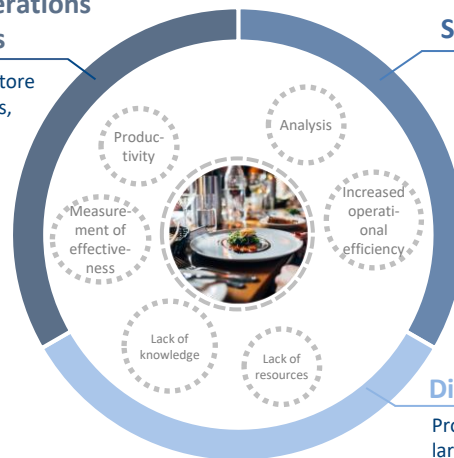 erations
s
tore
s,
S
Produc-
tivity
Analysis
Measure-
ment of
effective-
ness
Increased
operati-
onal
efficiency
Lack of
knowledge
Lack of
resources
Di
Pro
lar